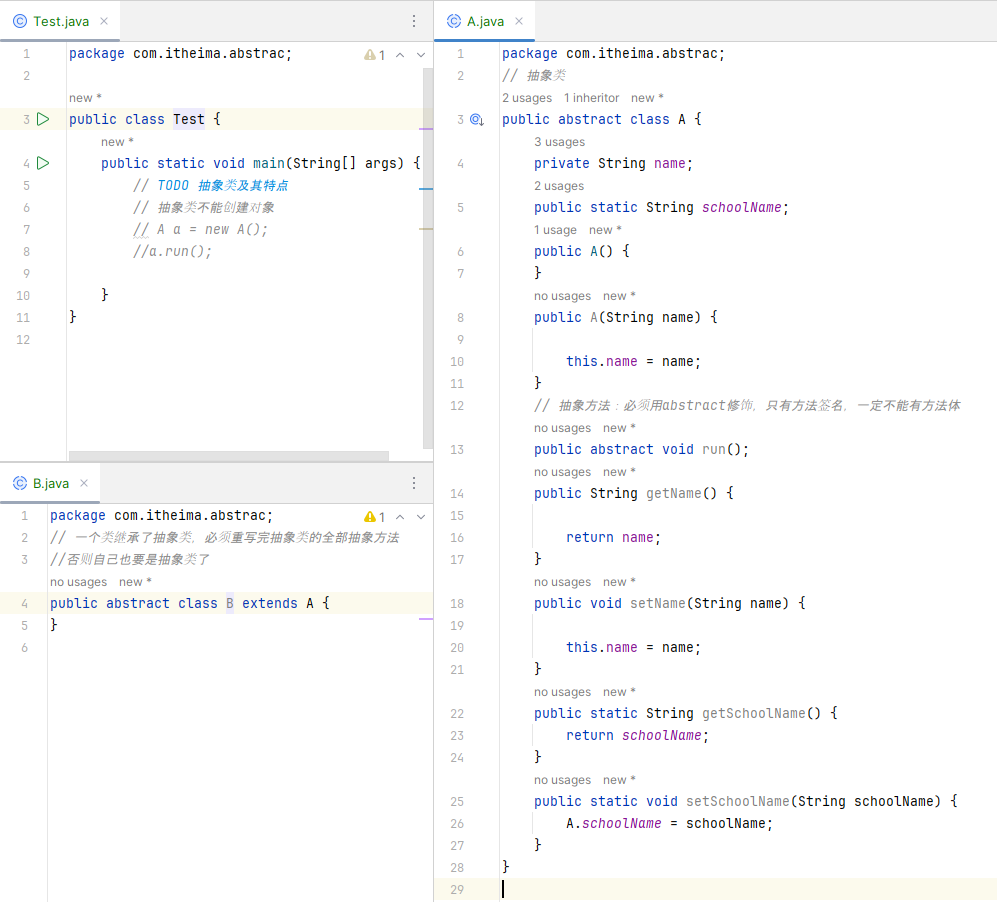 Test.java
1 package com.itheima.abstrac;
1
2
new *
3 public class Test {
new *
4 public static void main(String[] args) {
5 // TODO 抽象类及其特点
6 // 抽象类不能创建对象
7 // A a = new A();
8 //a.run();
9
10 }
11 }
12
B.java
1 package com.itheima.abstrac;
1
2 // 一个类继承了抽象类，必须重写完抽象类的全部抽象方法
3 //否则自己也要是抽象类了
no usages new *
4 public abstract class B extends A {
5 }
6
A.java
1 package com.itheima.abstrac;
2 // 抽象类
2 usages 1 inheritor new *
3 public abstract class A {
3 usages
4 private String name;
2 usages
5 public static String schoolName;
1 usage new *
6 public A() {
7 }
no usages new *
8 public A(String name) {
9
10 this.name = name;
11 }
12 // 抽象方法：必须用abstract修饰，只有方法签名，一定不能有方法体
no usages new *
13 public abstract void run();
no usages new *
14 public String getName() {
15
16 return name;
17 }
no usages new *
18 public void setName(String name) {
19
20 this.name = name;
21 }
no usages new *
22 public static String getSchoolName() {
23 return schoolName;
24 }
no usages new *
25 public static void setSchoolName(String schoolName) {
26 A.schoolName = schoolName;
27 }
28 }
29